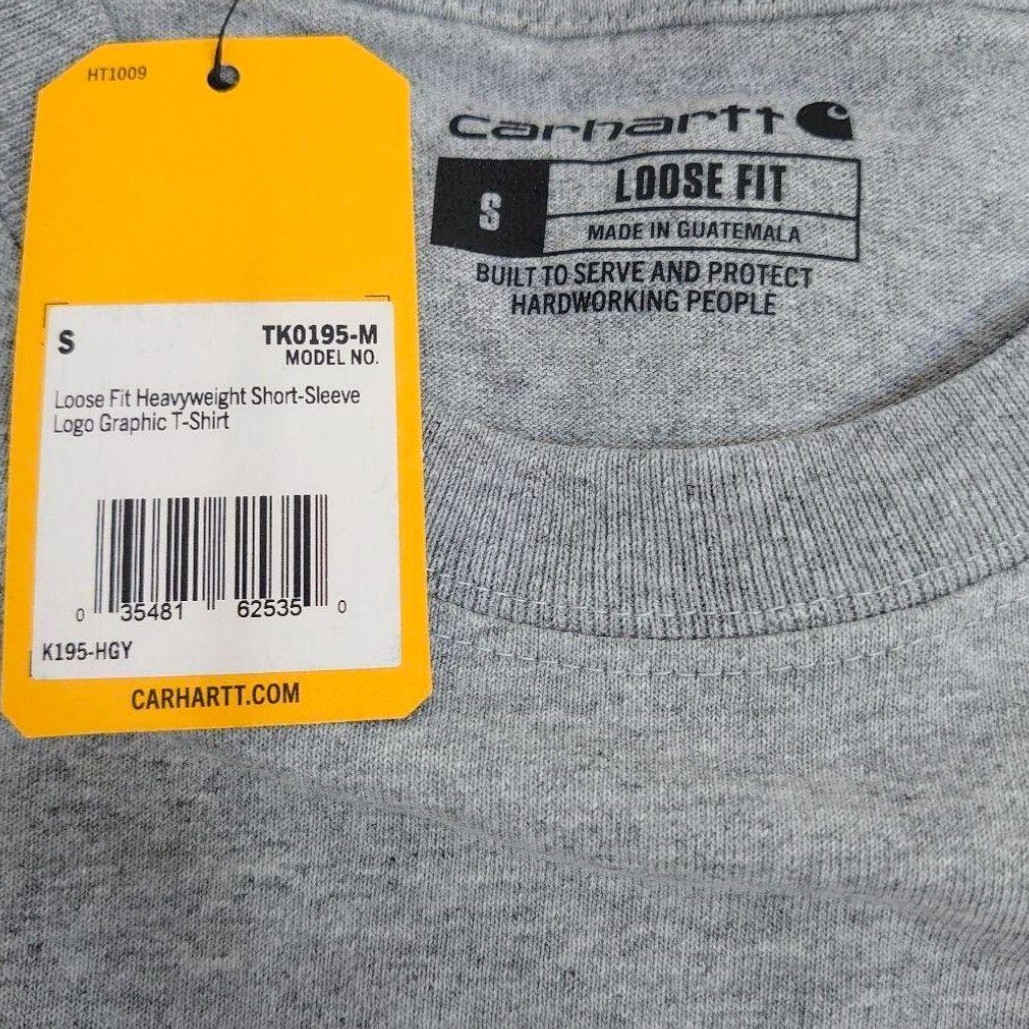 HT1009
S
TK0195-M
MODEL NO.
Loose Fit Heavyweight Short-Sleeve
Logo Graphic T-Shirt
0 35481 62535 0
K195-HGY
CARHARTT.COM
carhartt
S
LOOSE FIT
MADE IN GUATEMALA
BUILT TO SERVE AND PROTECT
HARDWORKING PEOPLE